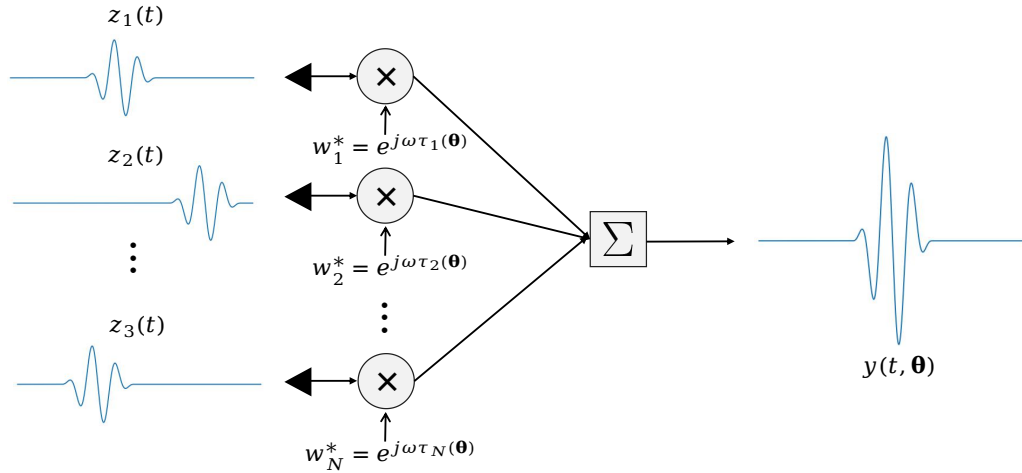 z₁(t)
×
w₁* = e^{jωτ₁(𝛉)}
z₂(t)
×
w₂* = e^{jωτ₂(𝛉)}
⋮
⋮
∑
z₃(t)
×
y(t, 𝛉)
w_N* = e^{jωτ_N(𝛉)}